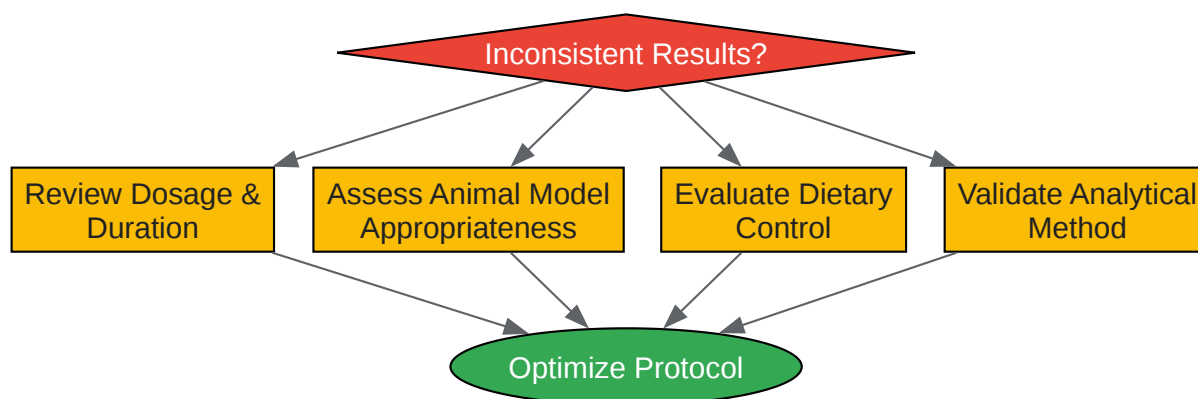 Inconsistent Results?
Review Dosage &
Duration
Assess Animal Model
Appropriateness
Evaluate Dietary
Control
Validate Analytical
Method
Optimize Protocol